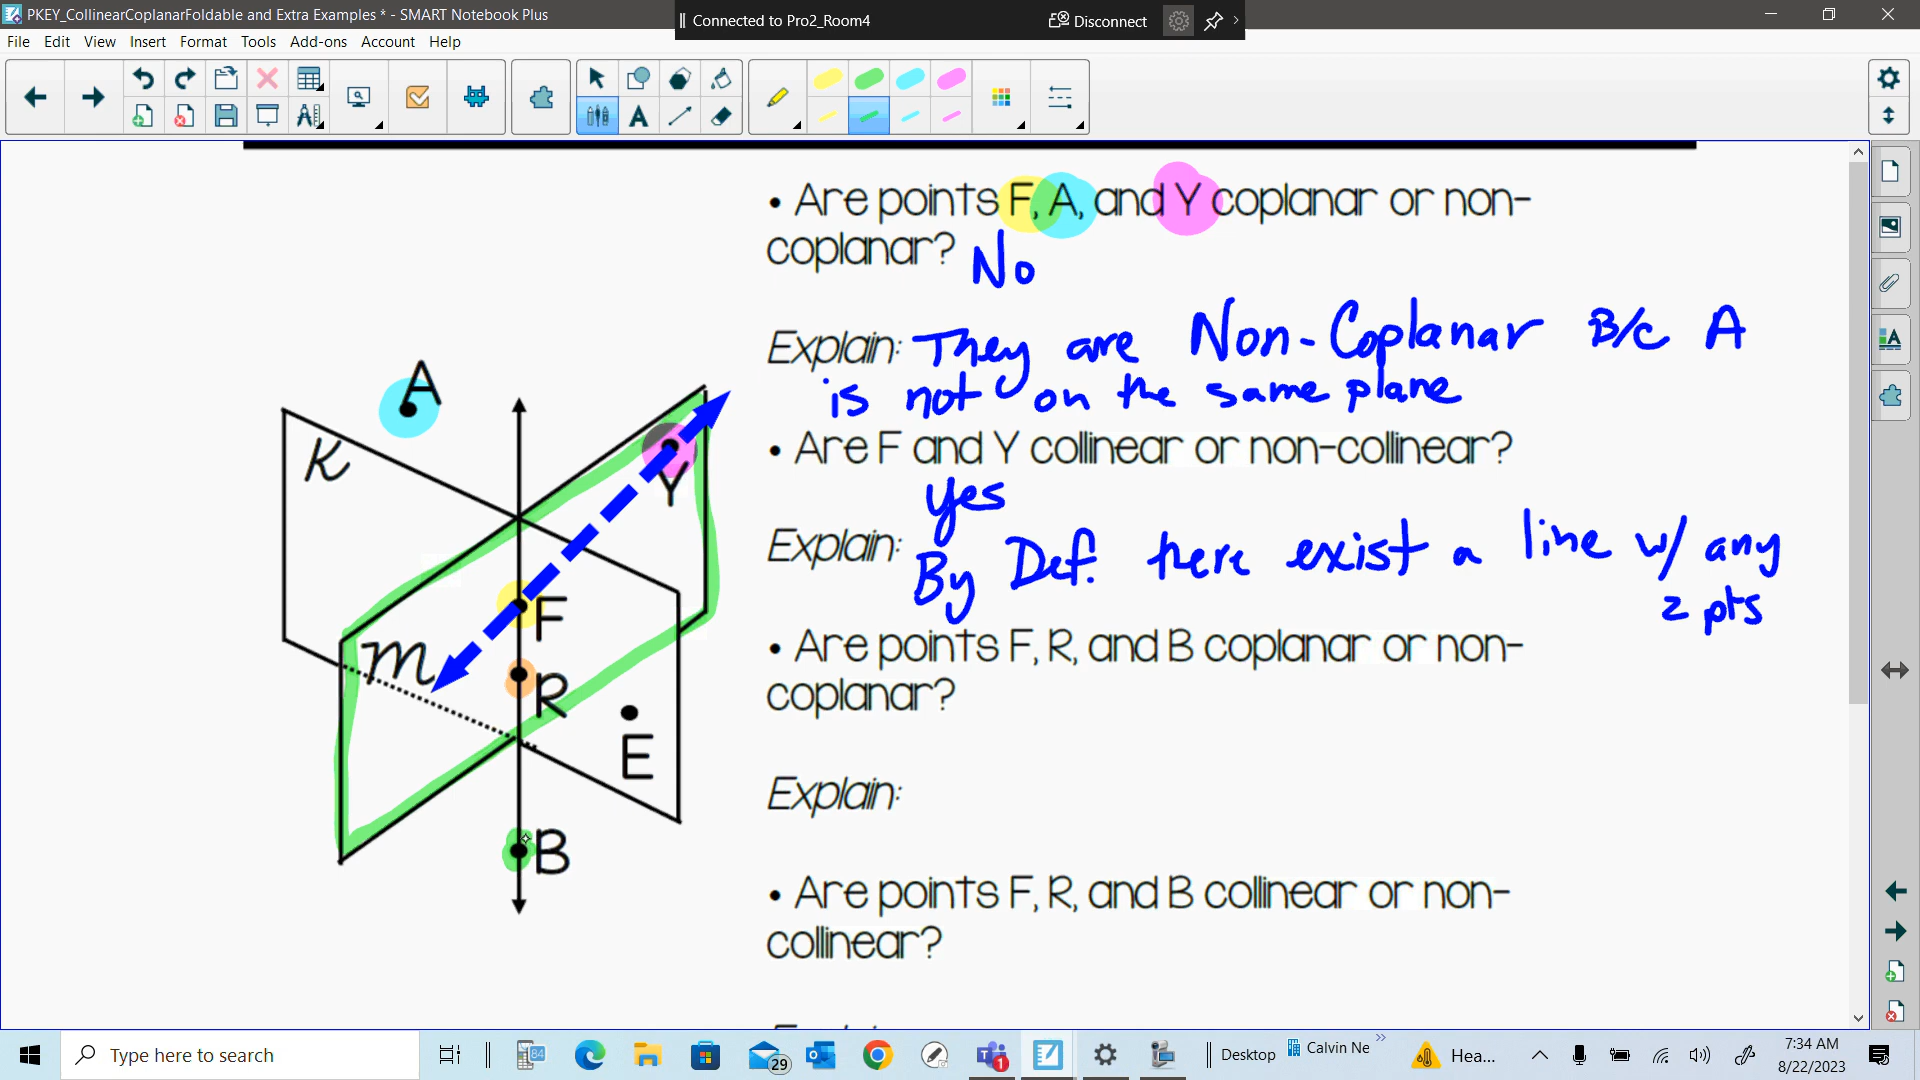 PKEY_CollinearCoplanarFoldable and Extra Examples * - SMART Notebook Plus
Connected to Pro2_Room4
Disconnect
File Edit View Insert Format Tools Add-ons Account Help
• Are points F, A, and Y coplanar or non-
coplanar? No
Explain: They are Non-Coplanar B/c A
is not on the same plane
• Are F and Y collinear or non-collinear?
yes
Explain: By Def. there exist a line w/ any
2 pts
• Are points F, R, and B coplanar or non-
coplanar?
Explain:
• Are points F, R, and B collinear or non-
collinear?
A
K
Y
F
M
R
E
B
Type here to search
84
29
1
Desktop
Calvin Ne
Hea...
7:34 AM
8/22/2023